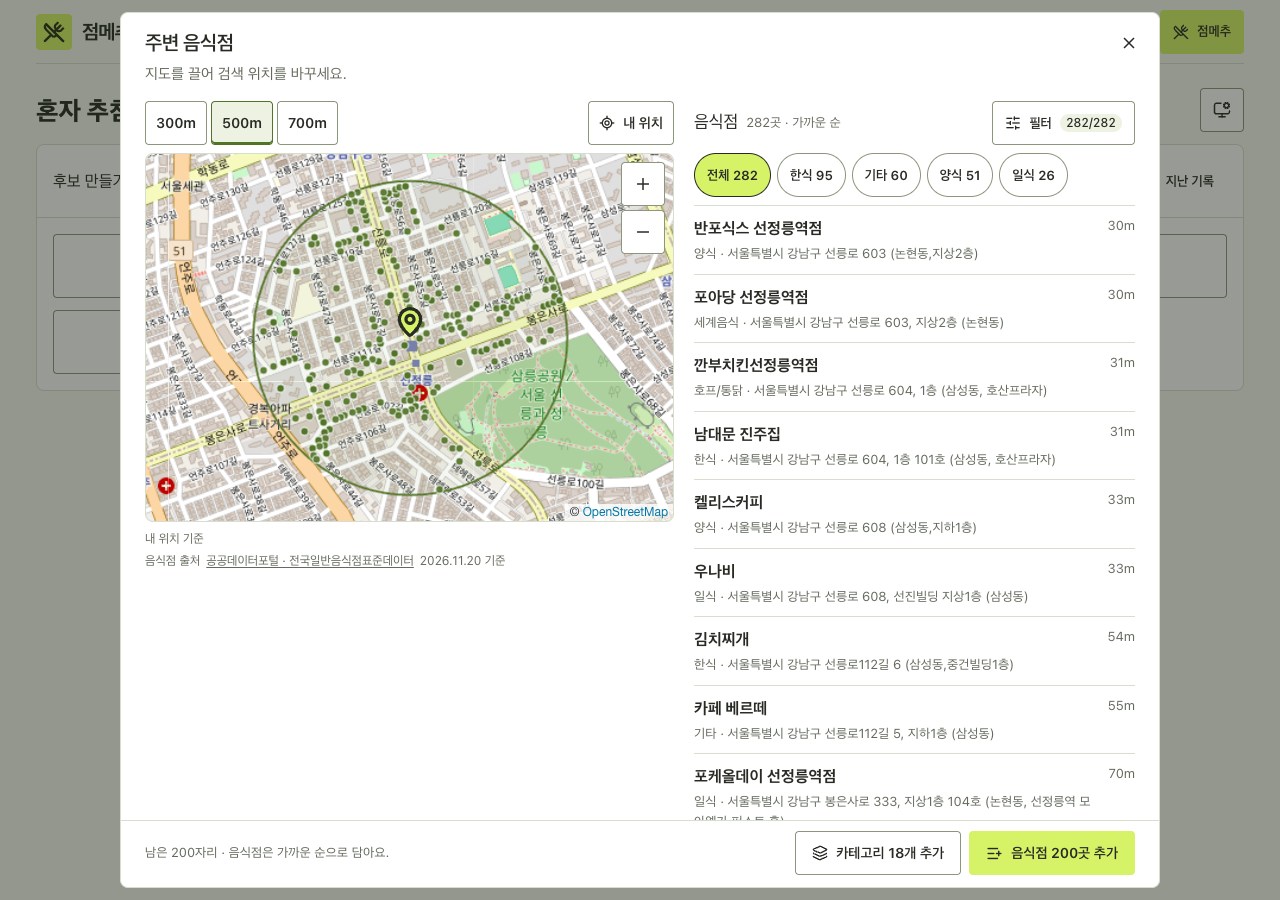 점메추
점메추
혼자 추첨
후보 만들기
지난 기록
주변 음식점
지도를 끌어 검색 위치를 바꾸세요.
300m
500m
700m
내 위치
음식점 282곳 · 가까운 순
필터 282/282
전체 282
한식 95
기타 60
양식 51
일식 26
서울세관
51
언주로
선릉로
봉은사로
선정릉
경복아파
트사거리
삼릉공원 /
서울 선
릉과 정
릉
선릉로100길
© OpenStreetMap
내 위치 기준
음식점 출처 공공데이터포털 · 전국일반음식점표준데이터 2026.11.20 기준
반포식스 선정릉역점 30m
양식 · 서울특별시 강남구 선릉로 603 (논현동,지상2층)
포아당 선정릉역점 30m
세계음식 · 서울특별시 강남구 선릉로 603, 지상2층 (논현동)
깐부치킨선정릉역점 31m
호프/통닭 · 서울특별시 강남구 선릉로 604, 1층 (삼성동, 호산프라자)
남대문 진주집 31m
한식 · 서울특별시 강남구 선릉로 604, 1층 101호 (삼성동, 호산프라자)
켈리스커피 33m
양식 · 서울특별시 강남구 선릉로 608 (삼성동,지하1층)
우나비 33m
일식 · 서울특별시 강남구 선릉로 608, 선진빌딩 지상1층 (삼성동)
김치찌개 54m
한식 · 서울특별시 강남구 선릉로112길 6 (삼성동,중건빌딩1층)
카페 베르떼 55m
기타 · 서울특별시 강남구 선릉로112길 5, 지하1층 (삼성동)
포케올데이 선정릉역점 70m
일식 · 서울특별시 강남구 봉은사로 333, 지상1층 104호 (논현동, 선정릉역 모
남은 200자리 · 음식점은 가까운 순으로 담아요.
카테고리 18개 추가
음식점 200곳 추가